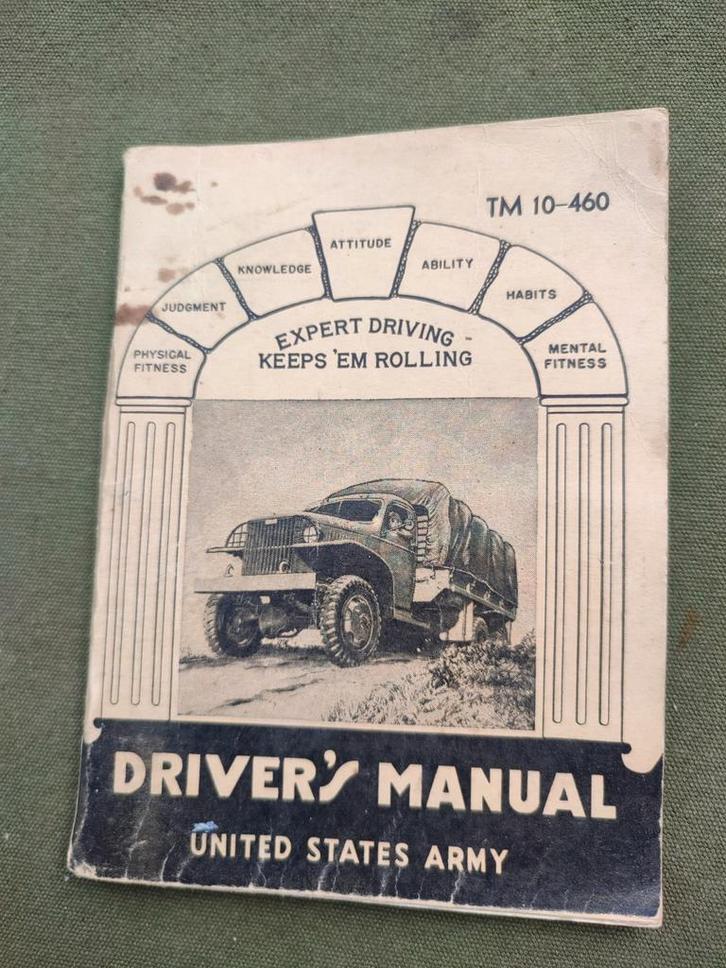 TM 10-460
PHYSICAL
FITNESS
JUDGMENT
KNOWLEDGE
ATTITUDE
ABILITY
HABITS
MENTAL
FITNESS
EXPERT DRIVING -
KEEPS 'EM ROLLING
DRIVER'S MANUAL
UNITED STATES ARMY